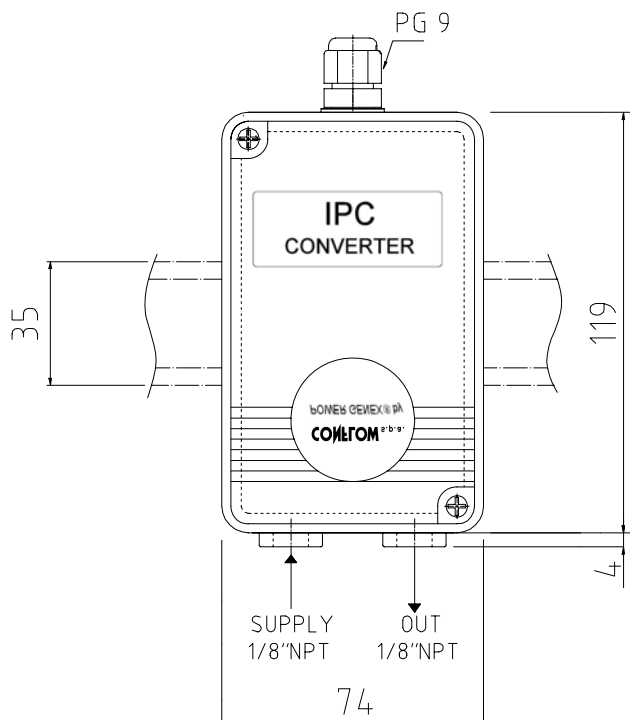 PG 9
IPC
CONVERTER
35
119
POWER GENEX® by
CONFLOW s.p.a.
4
SUPPLY
1/8"NPT
OUT
1/8"NPT
74